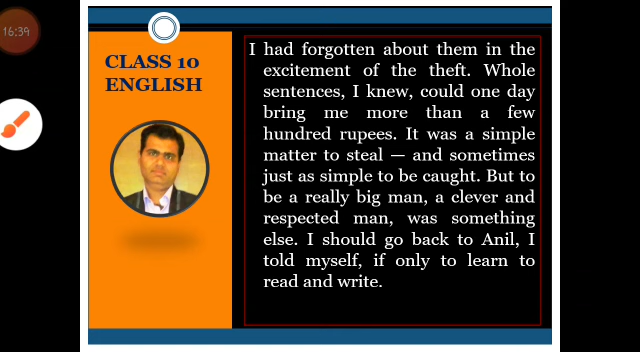 16:39
CLASS 10
ENGLISH
I had forgotten about them in the
excitement of the theft. Whole
sentences, I knew, could one day
bring me more than a few
hundred rupees. It was a simple
matter to steal — and sometimes
just as simple to be caught. But to
be a really big man, a clever and
respected man, was something
else. I should go back to Anil, I
told myself, if only to learn to
read and write.